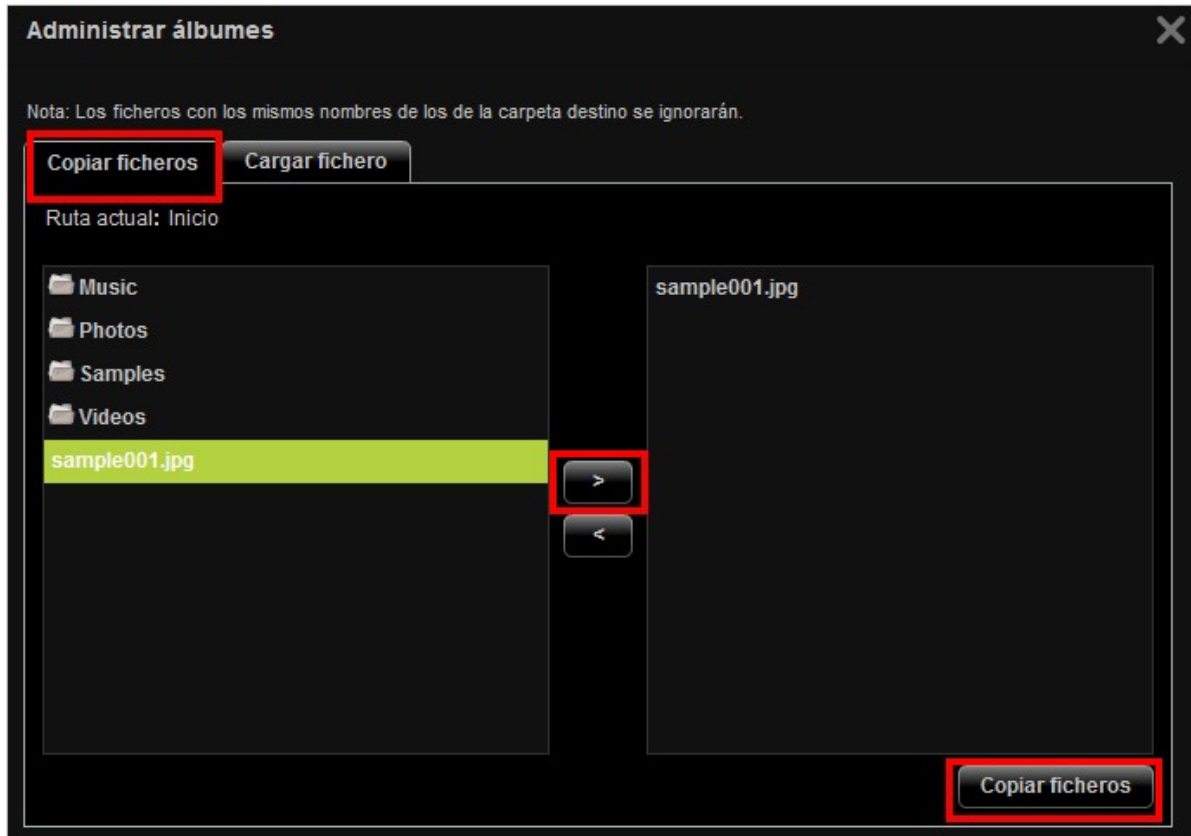 Administrar álbumes
Nota: Los ficheros con los mismos nombres de los de la carpeta destino se ignorarán.
Copiar ficheros
Cargar fichero
Ruta actual: Inicio
Music
Photos
Samples
Videos
sample001.jpg
>
<
sample001.jpg
Copiar ficheros